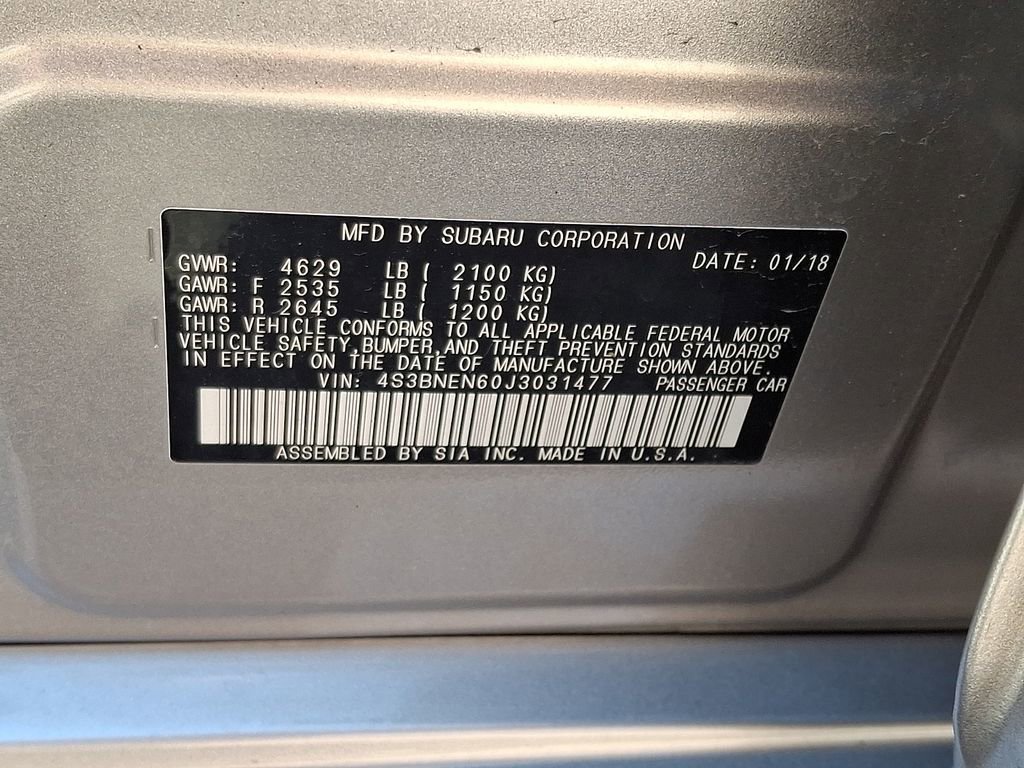 MFD BY SUBARU CORPORATION
DATE: 01/18
GVWR: 4629 LB ( 2100 KG)
GAWR: F 2535 LB ( 1150 KG)
GAWR: R 2645 LB ( 1200 KG)
THIS VEHICLE CONFORMS TO ALL APPLICABLE FEDERAL MOTOR
VEHICLE SAFETY,BUMPER,AND THEFT PREVENTION STANDARDS
IN EFFECT ON THE DATE OF MANUFACTURE SHOWN ABOVE.
VIN: 4S3BNEN60J3031477 PASSENGER CAR
ASSEMBLED BY SIA INC. MADE IN U.S.A.